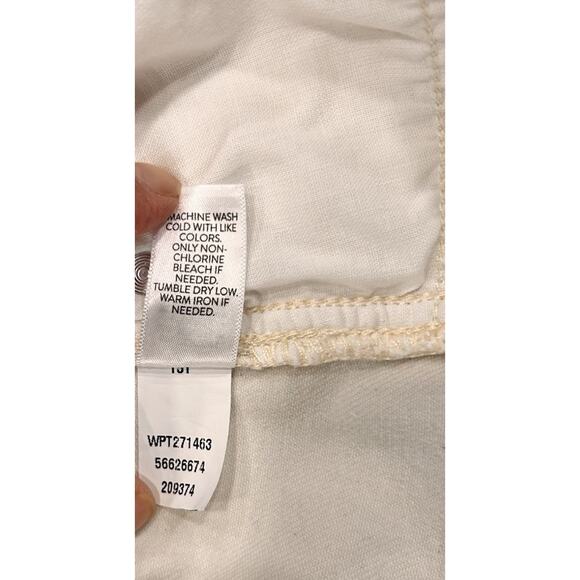 MACHINE WASH
COLD WITH LIKE
COLORS.
ONLY NON-
CHLORINE
BLEACH IF
NEEDED.
TUMBLE DRY LOW.
WARM IRON IF
NEEDED.
WPT271463
56626674
209374